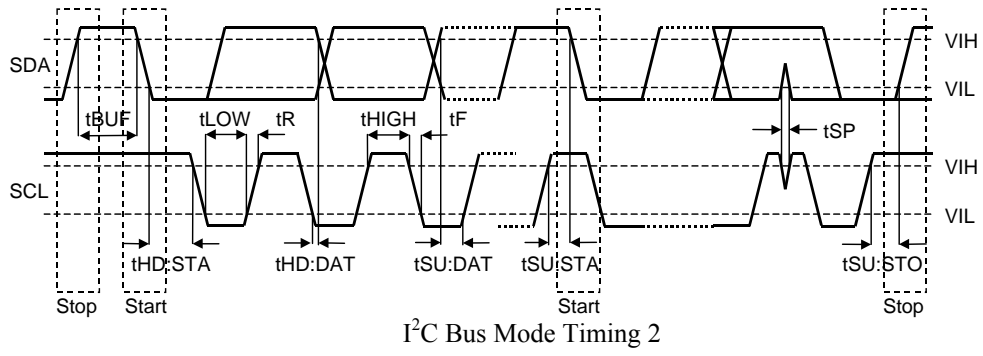 VIH
SDA
VIL
tBUF tLOW tR tHIGH tF tSP
SCL
VIH
VIL
tHD:STA tHD:DAT tSU:DAT tSU:STA tSU:STO
Stop Start Start Stop
I²C Bus Mode Timing 2